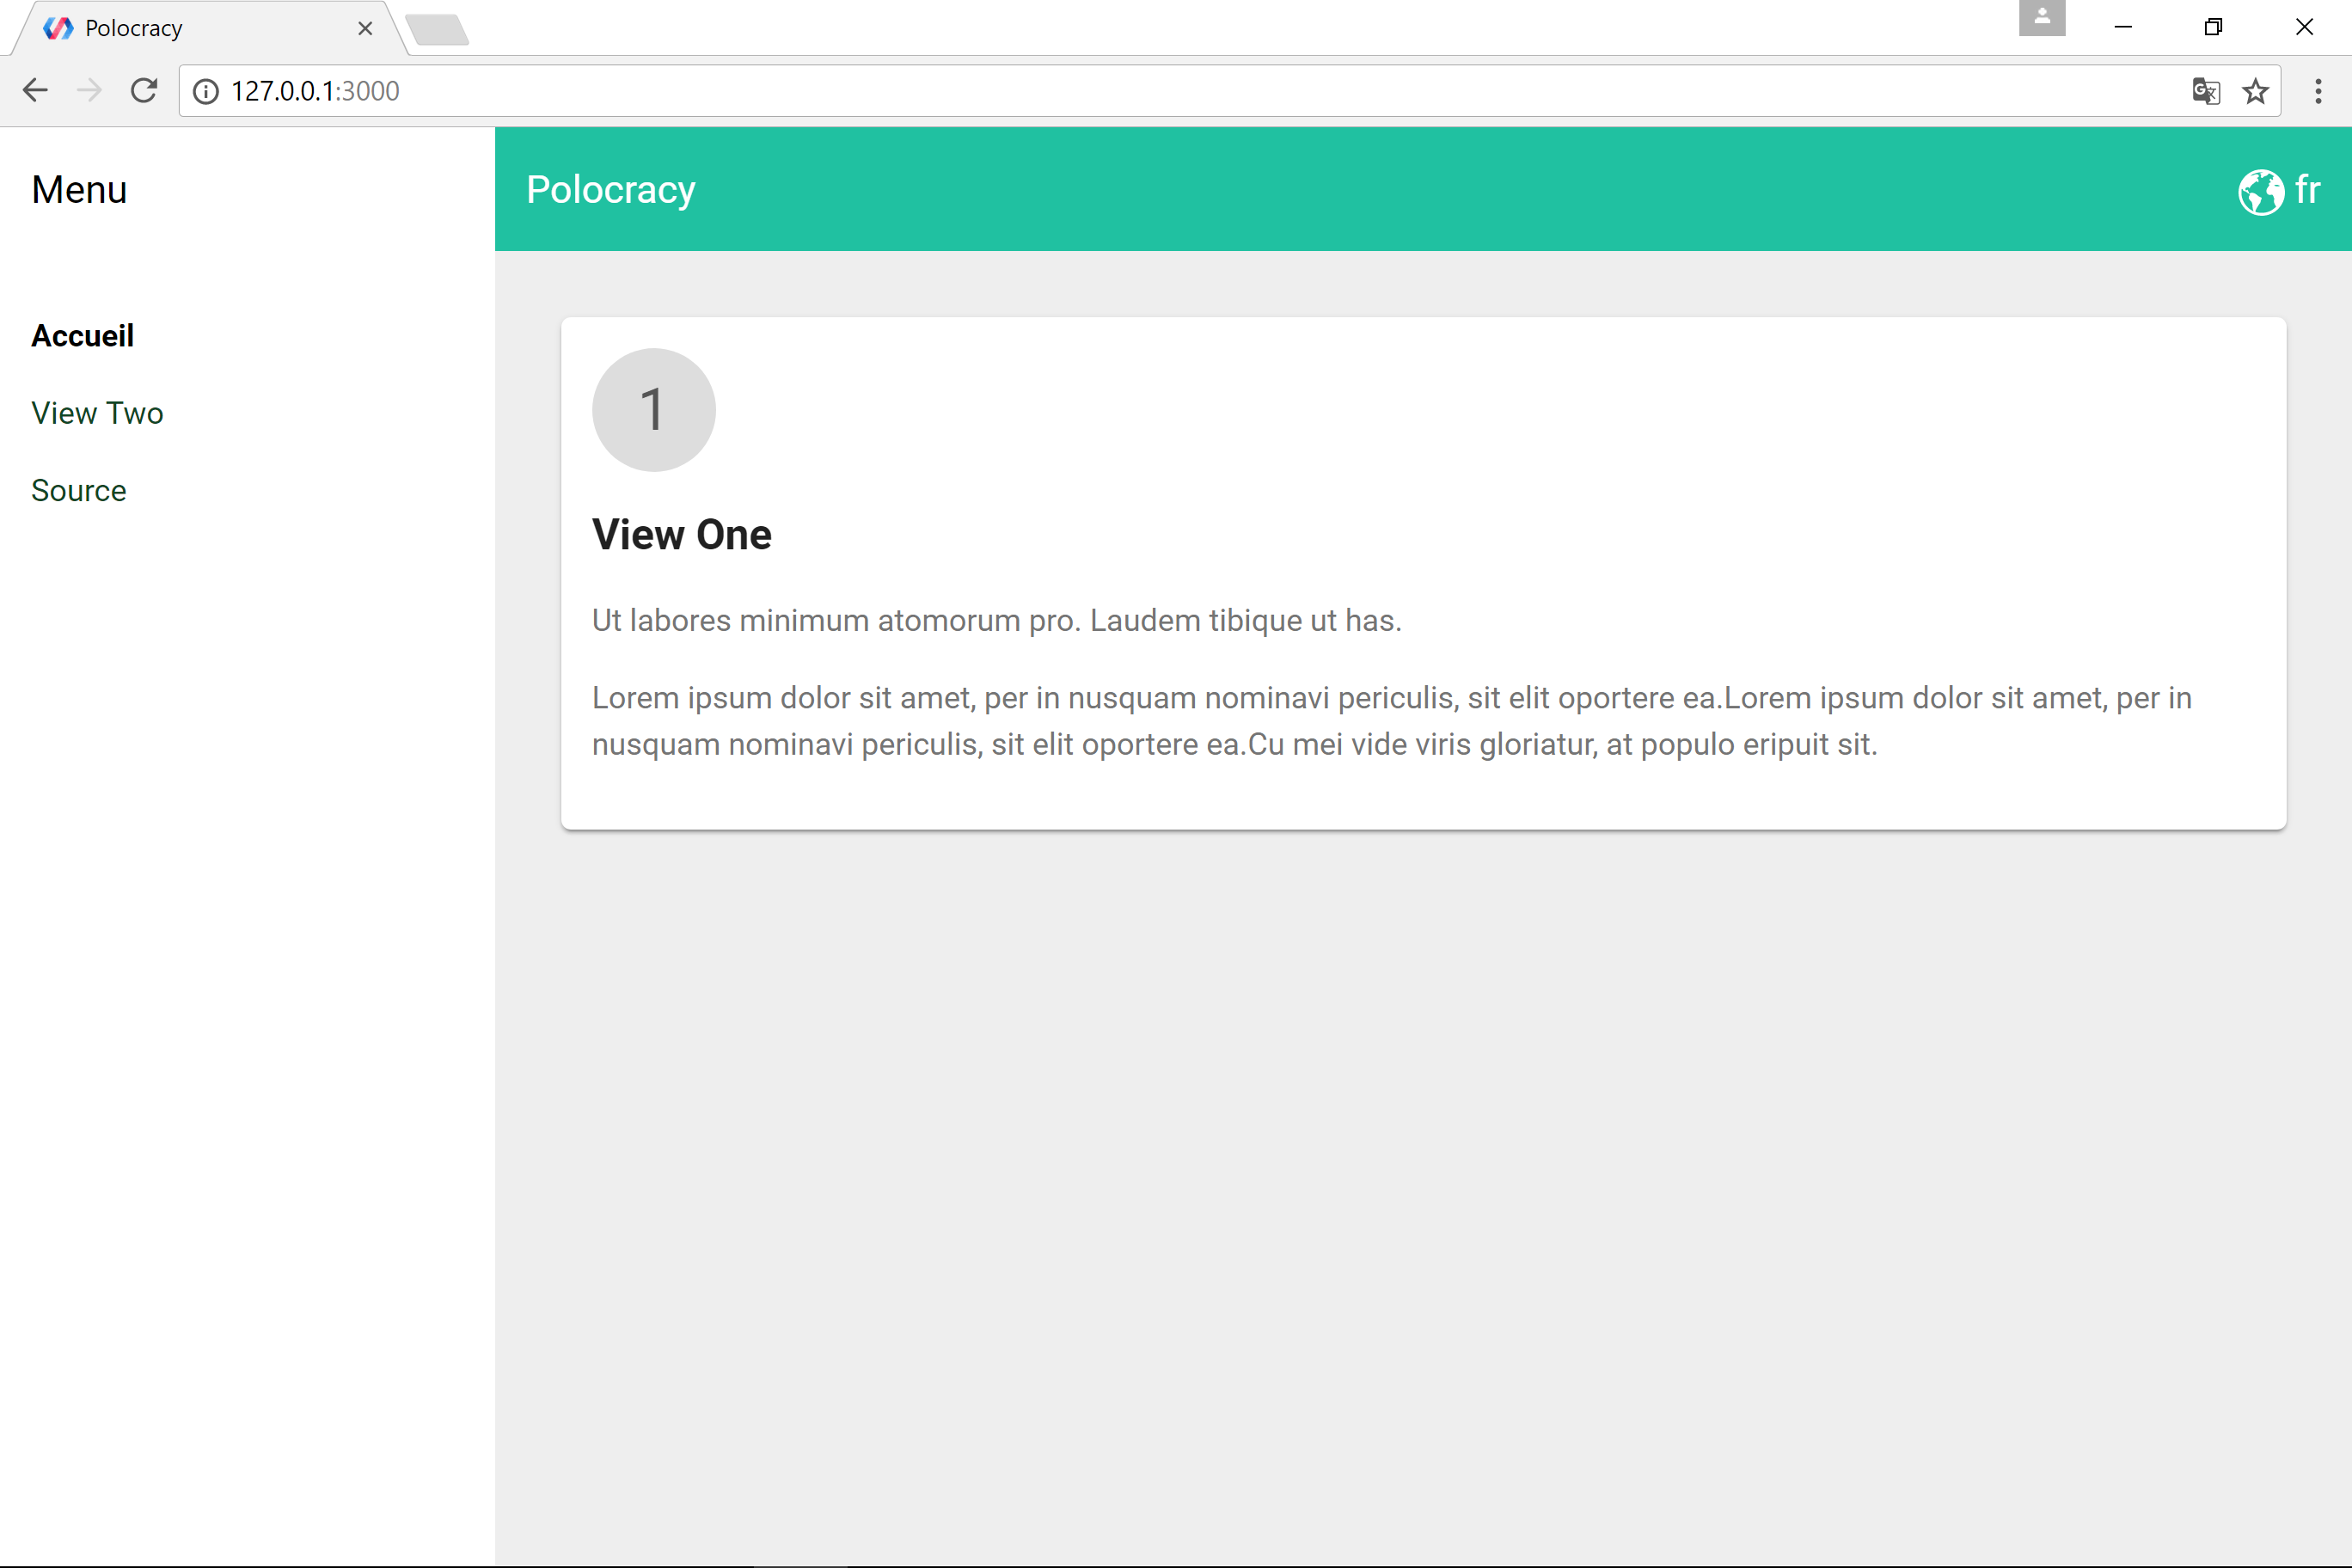 Polocracy
127.0.0.1:3000
Menu
Polocracy
fr
Accueil
View Two
Source
1
View One
Ut labores minimum atomorum pro. Laudem tibique ut has.
Lorem ipsum dolor sit amet, per in nusquam nominavi periculis, sit elit oportere ea.Lorem ipsum dolor sit amet, per in
nusquam nominavi periculis, sit elit oportere ea.Cu mei vide viris gloriatur, at populo eripuit sit.